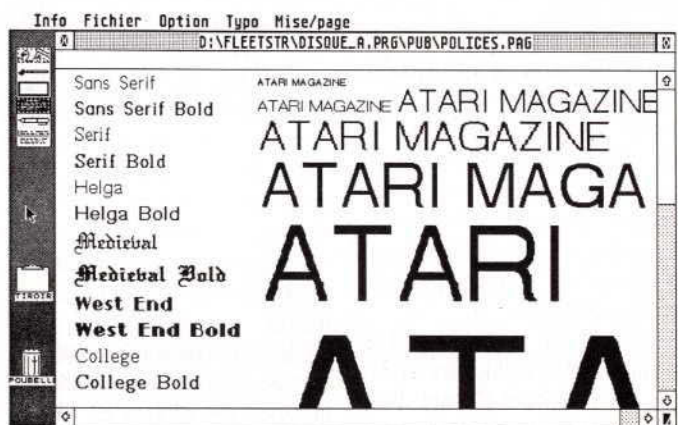 Info Fichier Option Typo Mise/page
D:\FLEETSTR\DISQUE_A.PRG\PUB\POLICES.PAG
Sans Serif
Sans Serif Bold
Serif
Serif Bold
Helga
Helga Bold
Medieval
Medieval Bold
West End
West End Bold
College
College Bold
ATARI MAGAZINE
ATARI MAGAZINE ATARI MAGAZINE
ATARI MAGAZINE
ATARI MAGA
ATARI
ATA
TIROIR
POUBELLE